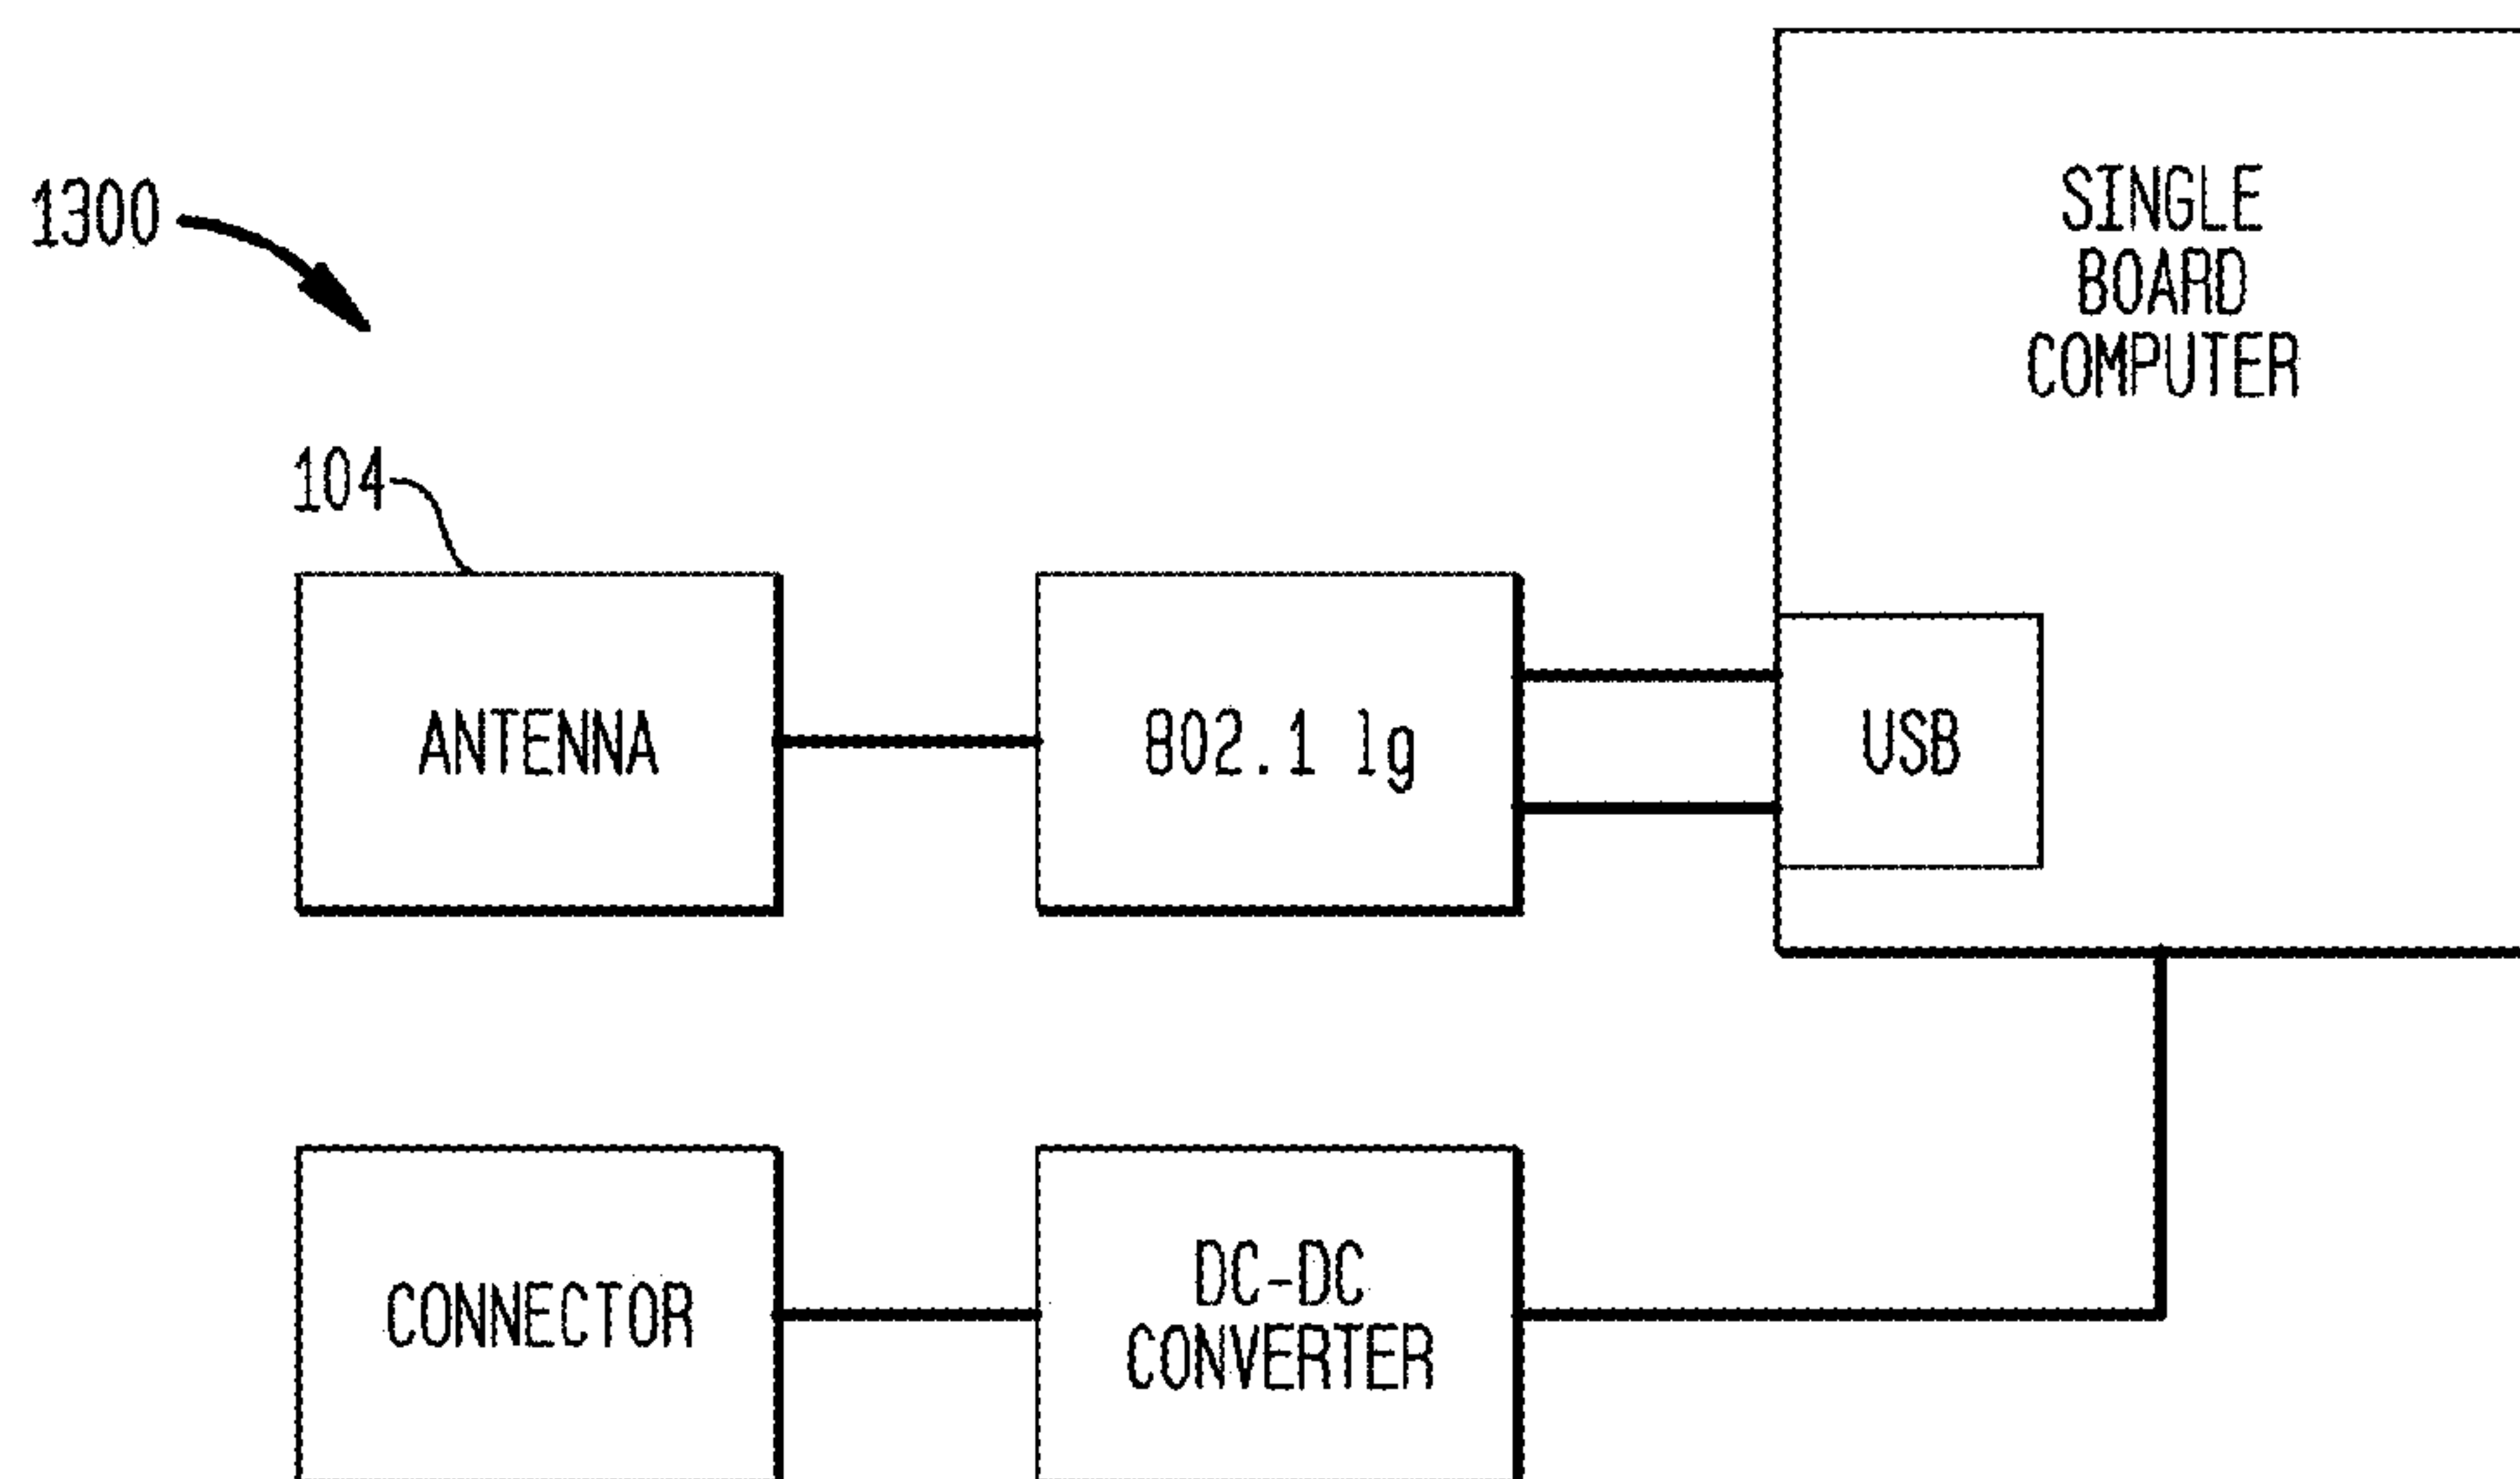 1300
SINGLE
BOARD
COMPUTER
104
ANTENNA
802.1 lg
USB
CONNECTOR
DC-DC
CONVERTER